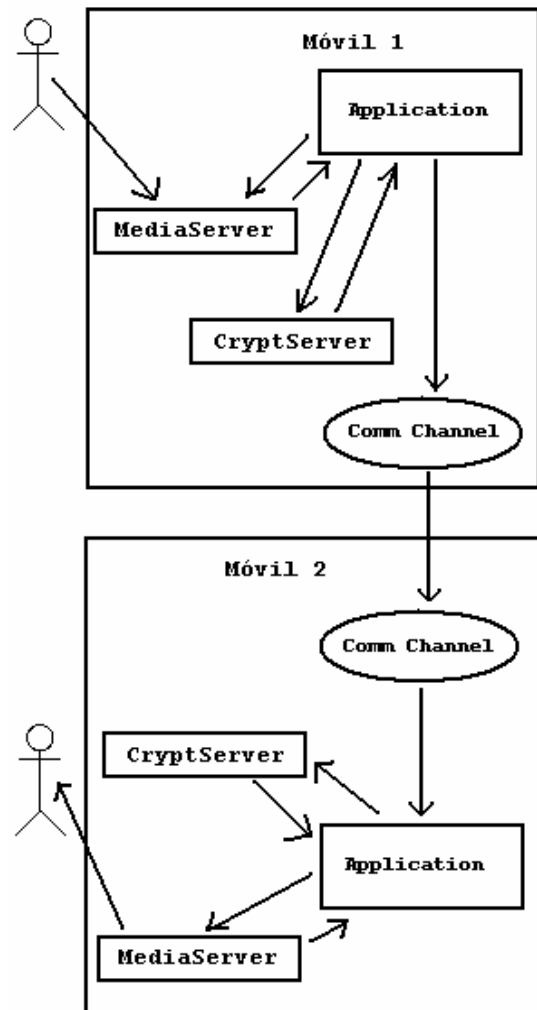 Móvil 1
Application
MediaServer
CryptServer
Comm Channel
Móvil 2
Comm Channel
CryptServer
Application
MediaServer